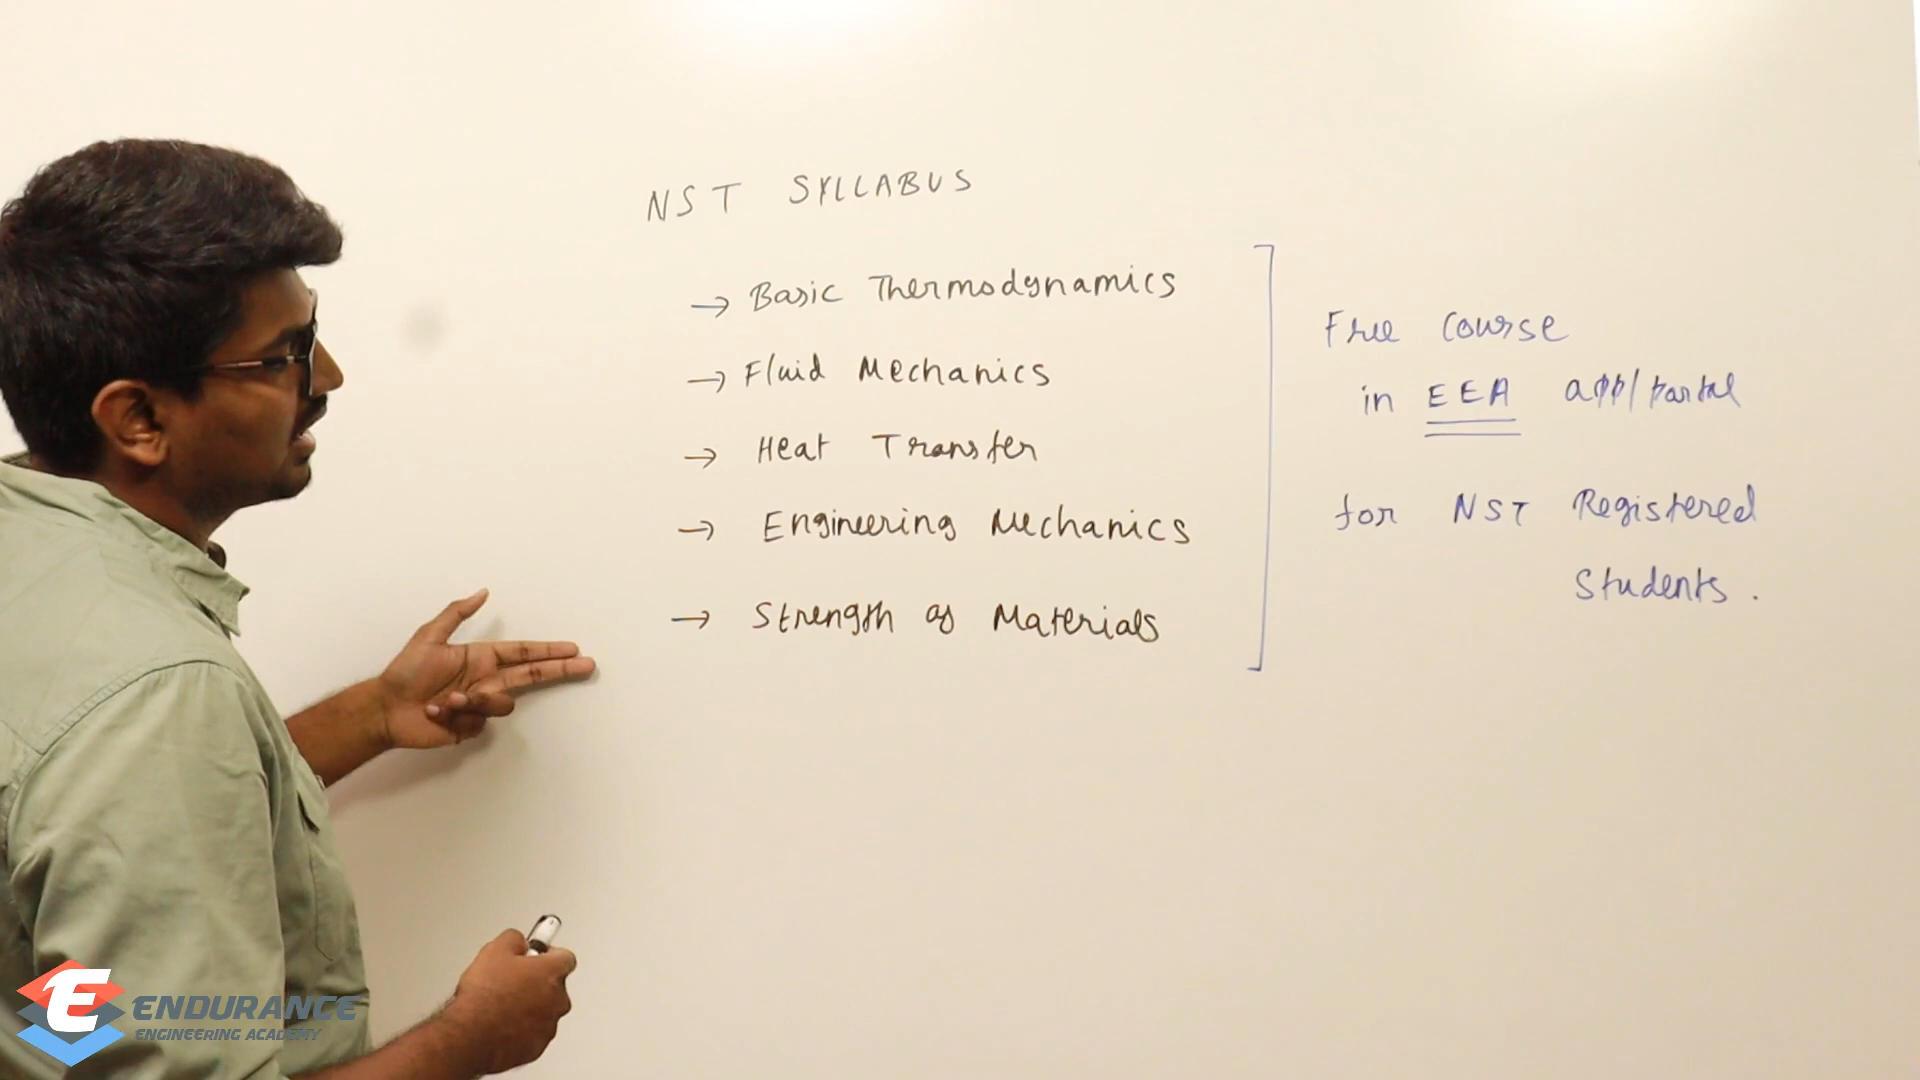 NST SYLLABUS
→ Basic Thermodynamics
→ Fluid Mechanics
→ Heat Transfer
→ Engineering Mechanics
→ Strength of Materials
Free Course
in EEA app/portal
for NST Registered
Students.
E ENDURANCE
ENGINEERING ACADEMY